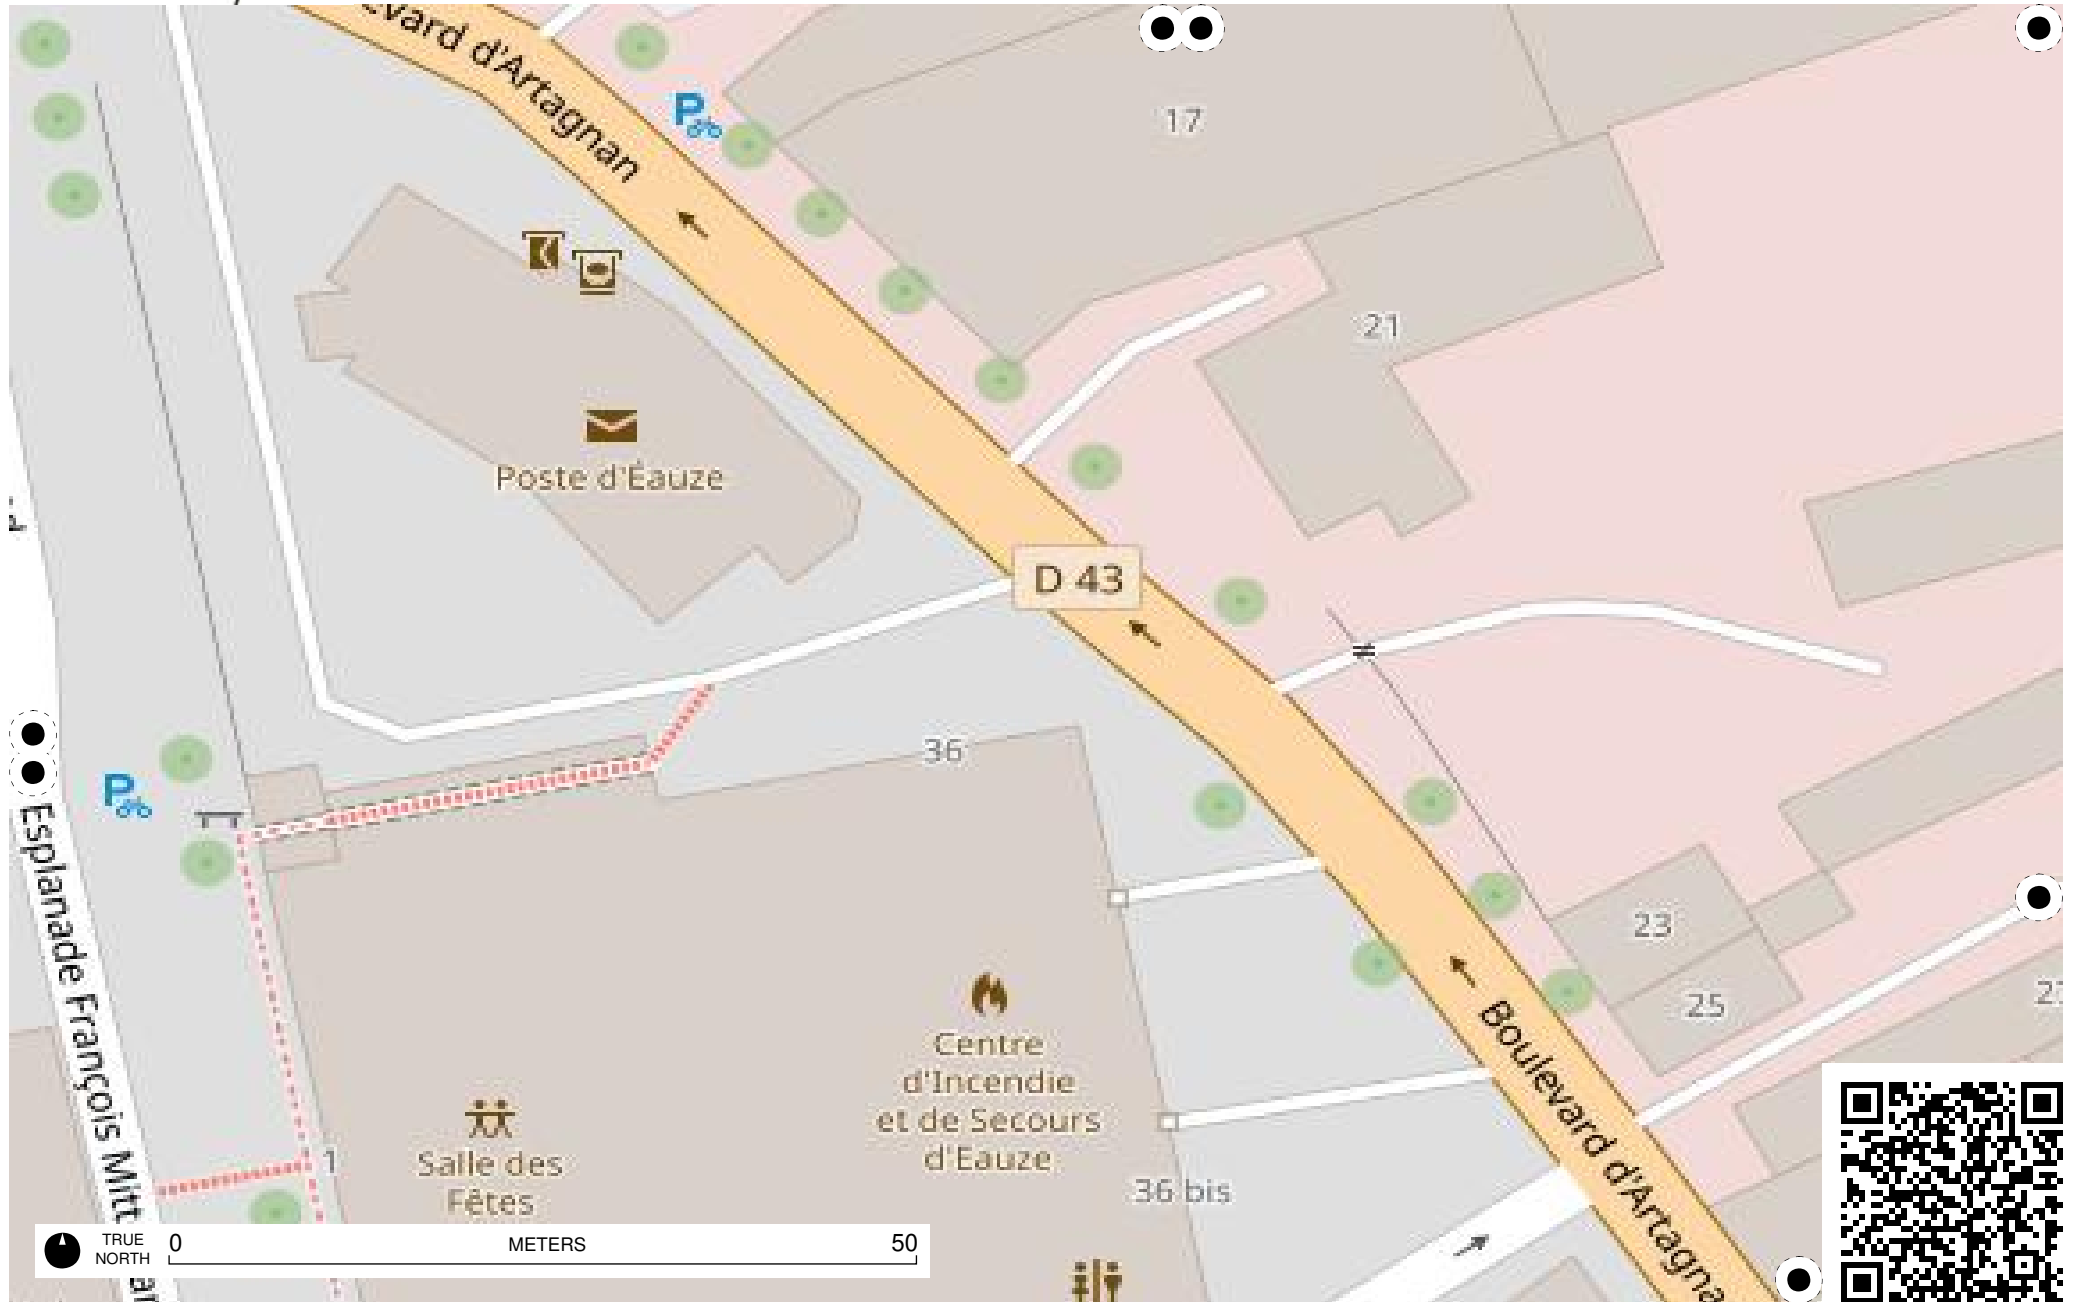 evard d'Artagnan
P
17
21
Poste d'Éauze
D 43
36
P
Esplanade François Mitt
23
25
Centre
d'Incendie
et de Secours
d'Eauze
Boulevard d'Artagna
Salle des
Fêtes
1
36 bis
TRUE
NORTH
0 METERS 50